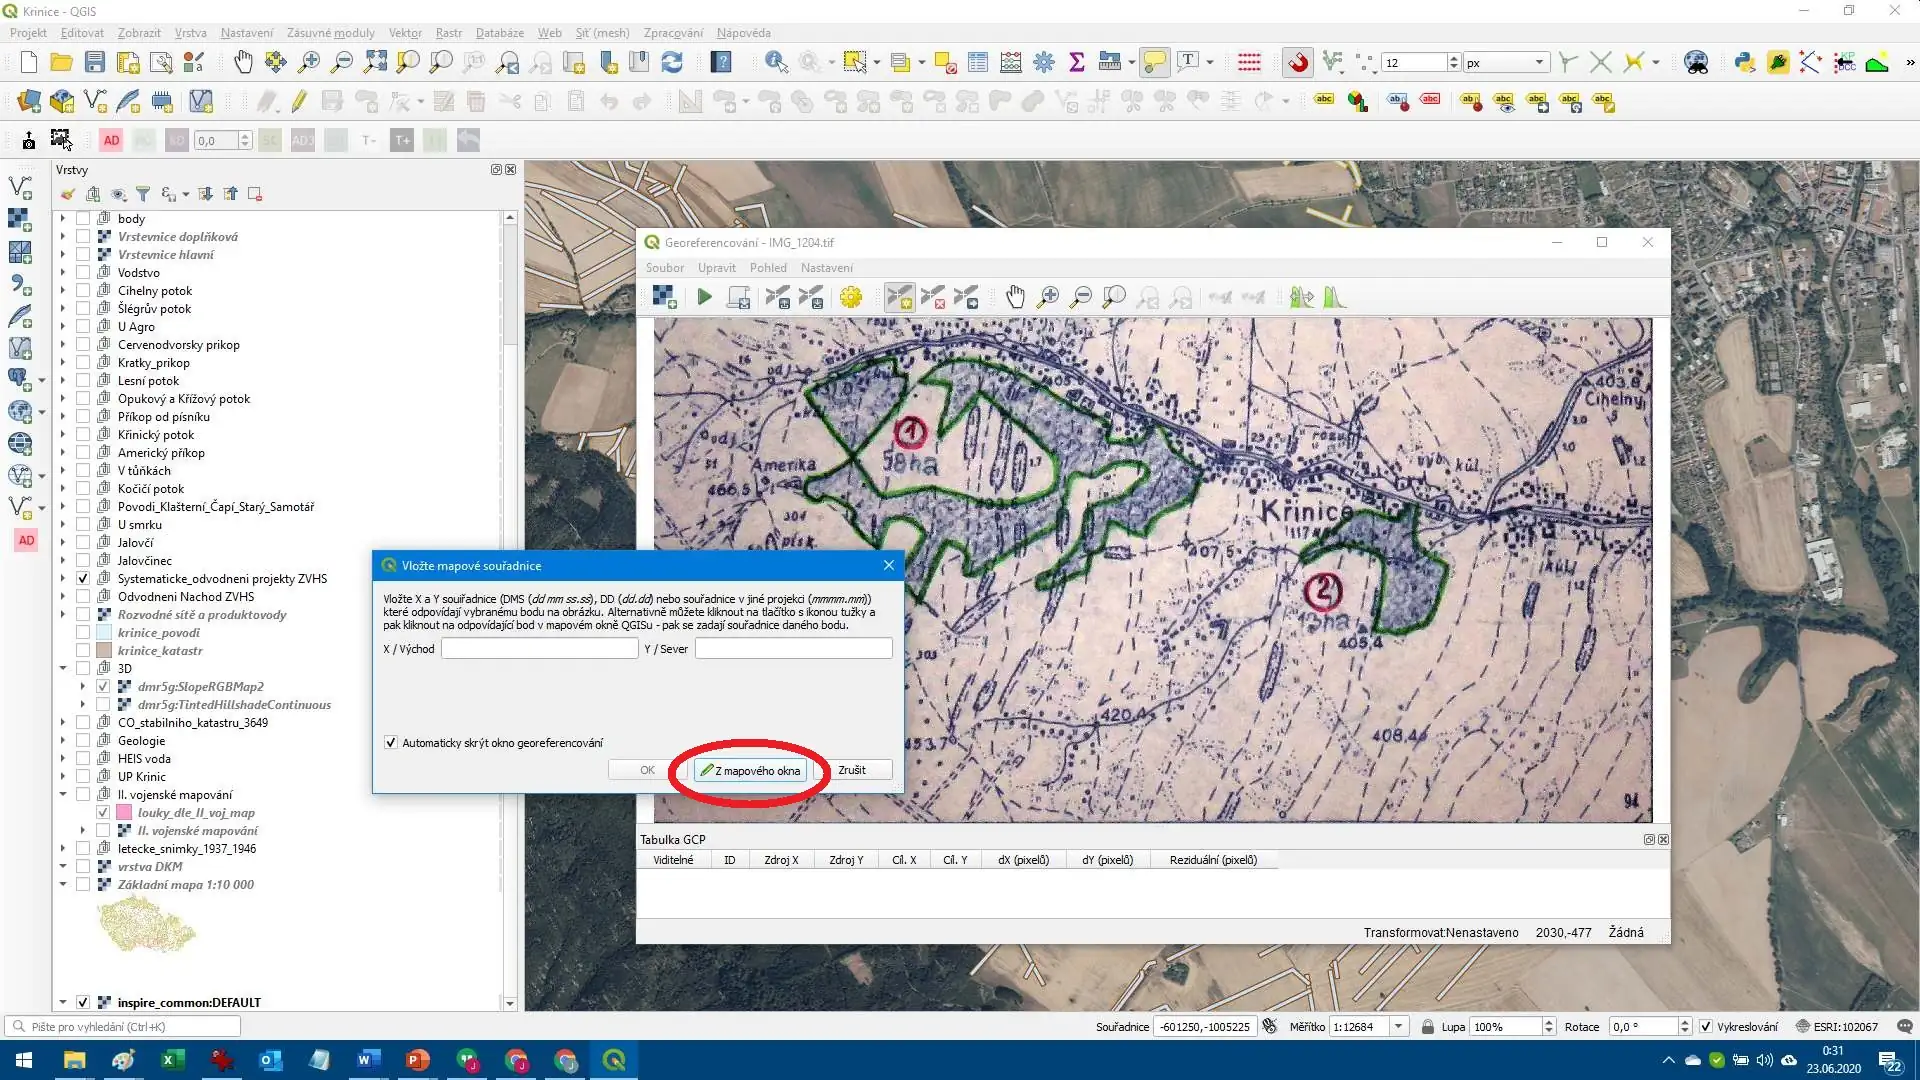 Krinice - QGIS
Projekt Editovat Zobrazit Vrstva Nastavení Zásuvné moduly Vektor Rastr Databáze Web Síť (mesh) Zpracování Nápověda
12 px
AD 0,0
Vrstvy
body
Vrstevnice doplňková
Vrstevnice hlavní
Vodstvo
Cihelny potok
Šlégrův potok
U Agro
Cervenodvorsky prikop
Kratky_prikop
Lesní potok
Opukový a Křížový potok
Příkop od písníku
Křinický potok
Americký příkop
V tůňkách
Kočičí potok
Povodi_Klašterní_Čapí_Starý_Samotář
U smrku
Jalovčí
Jalovčinec
Systematicke_odvodneni projekty ZVHS
Odvodneni Nachod ZVHS
Rozvodné sítě a produktovody
krinice_povodi
krinice_katastr
3D
dmr5g:SlopeRGBMap2
dmr5g:TintedHillshadeContinuous
CO_stabilniho_katastru_3649
Geologie
HEIS voda
UP Krinic
II. vojenské mapování
louky_dle_II_voj_map
II. vojenské mapování
letecke_snimky_1937_1946
vrstva DKM
Základní mapa 1:10 000
inspire_common:DEFAULT
AD
Georeferencování - IMG_1204.tif
Soubor Upravit Pohled Nastavení
403,8
Cihelny
1
58ha
Amerika
466,5
304
písk
Křinice
117
407,5
2
13ha
405,4
303
420,4
453,7
408,4
94
Vložte mapové souřadnice
Vložte X a Y souiřadnice (DMS (dd mm ss.ss), DD (dd.dd) nebo souřadnice v jiné projekci (mmmm.mm))
které odpovídají vybranému bodu na obrázku. Alternativně můžete kliknout na tlačítko s ikonou tužky a
pak kliknout na odpovídající bod v mapovém okně QGISu - pak se zadají souřadnice daného bodu.
X / Východ Y / Sever
Automaticky skrýt okno georeferencování
OK Z mapového okna Zrušit
Tabulka GCP
Viditelné ID Zdroj X Zdroj Y Cíl. X Cíl. Y dX (pixelů) dY (pixelů) Reziduální (pixelů)
Transformovat:Nenastaveno 2030,-477 Žádná
Pište pro vyhledání (Ctrl+K) Souřadnice -601250,-1005225 Měřítko 1:12684 Lupa 100% Rotace 0,0 ° Vykreslování ESRI:102067
0:31
23.06.2020
22